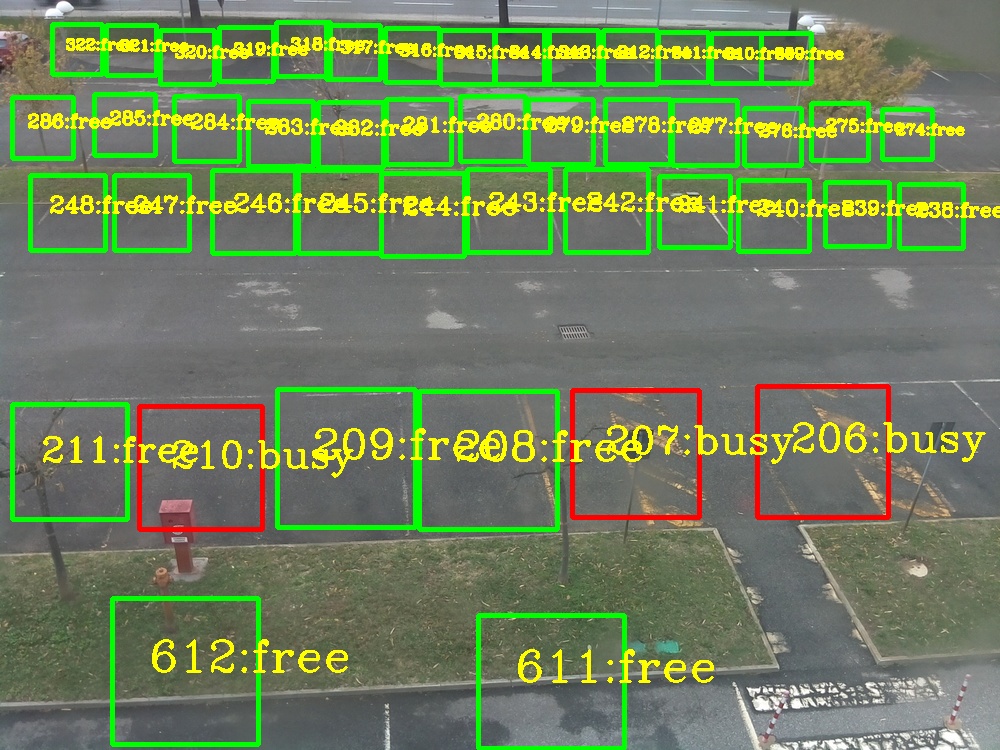 322:free 321:free 320:free 319:free 318:free 317:free 316:free 315:free 314:free 313:free 312:free 311:free 310:free 309:free
286:free 285:free 284:free 283:free 282:free 281:free 280:free 279:free 278:free 277:free 276:free 275:free 274:free
248:free 247:free 246:free 245:free 244:free 243:free 242:free 241:free 240:free 239:free 238:free
211:free 210:busy 209:free 208:free 207:busy 206:busy
612:free 611:free